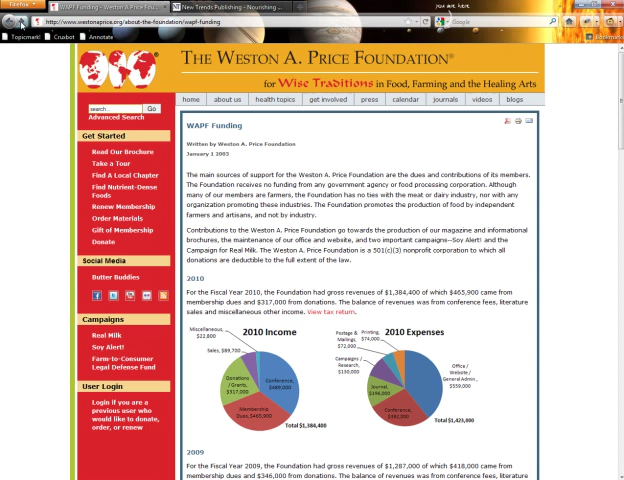 Firefox
WAPF Funding - Weston A Price Fou...
New Trends Publishing - Nourishing ...
you are here
http://www.westonaprice.org/about-the-foundation/wapf-funding
Google
Topicmarks
Crusbot
Annotate
Bookmarks
THE WESTON A. PRICE FOUNDATION®
for Wise Traditions in Food, Farming and the Healing Arts
home about us health topics get involved press calendar journals videos blogs
search...
Go
Advanced Search
Get Started
Read Our Brochure
Take a Tour
Find A Local Chapter
Find Nutrient-Dense
Foods
Renew Membership
Order Materials
Gift of Membership
Donate
Social Media
Butter Buddies
Campaigns
Real Milk
Soy Alert!
Farm-to-Consumer
Legal Defense Fund
User Login
Login if you are a
previous user who
would like to donate,
order, or renew
WAPF Funding
Written by Weston A. Price Foundation
January 1 2003
The main sources of support for the Weston A. Price Foundation are the dues and contributions of its members.
The Foundation receives no funding from any government agency or food processing corporation. Although
many of our members are farmers, the Foundation has no ties with the meat or dairy industry, nor with any
organization promoting these industries. The Foundation promotes the production of food by independent
farmers and artisans, and not by industry.
Contributions to the Weston A. Price Foundation go towards the production of our magazine and informational
brochures, the maintenance of our office and website, and two important campaigns--Soy Alert! and the
Campaign for Real Milk. The Weston A. Price Foundation is a 501(c)(3) nonprofit corporation to which all
donations are deductible to the full extent of the law.
2010
For the Fiscal Year 2010, the Foundation had gross revenues of $1,384,400 of which $465,900 came from
membership dues and $317,000 from donations. The balance of revenues was from conference fees, literature
sales and miscellaneous other income. View tax return.
2010 Income
Miscellaneous,
$22,800
Sales, $89,700
Donations
/ Grants,
$317,000
Conference,
$489,000
Membership
Dues, $465,900
Total $1,384,400
2010 Expenses
Postage &
Mailings,
$72,000
Printing,
$74,000
Campaigns /
Research,
$130,000
Journal,
$196,000
Conference,
$392,000
Office /
Website /
General Admin.,
$559,000
Total $1,423,000
2009
For the Fiscal Year 2009, the Foundation had gross revenues of $1,287,000 of which $418,000 came from
membership dues and $346,000 from donations. The balance of revenues was from conference fees, literature